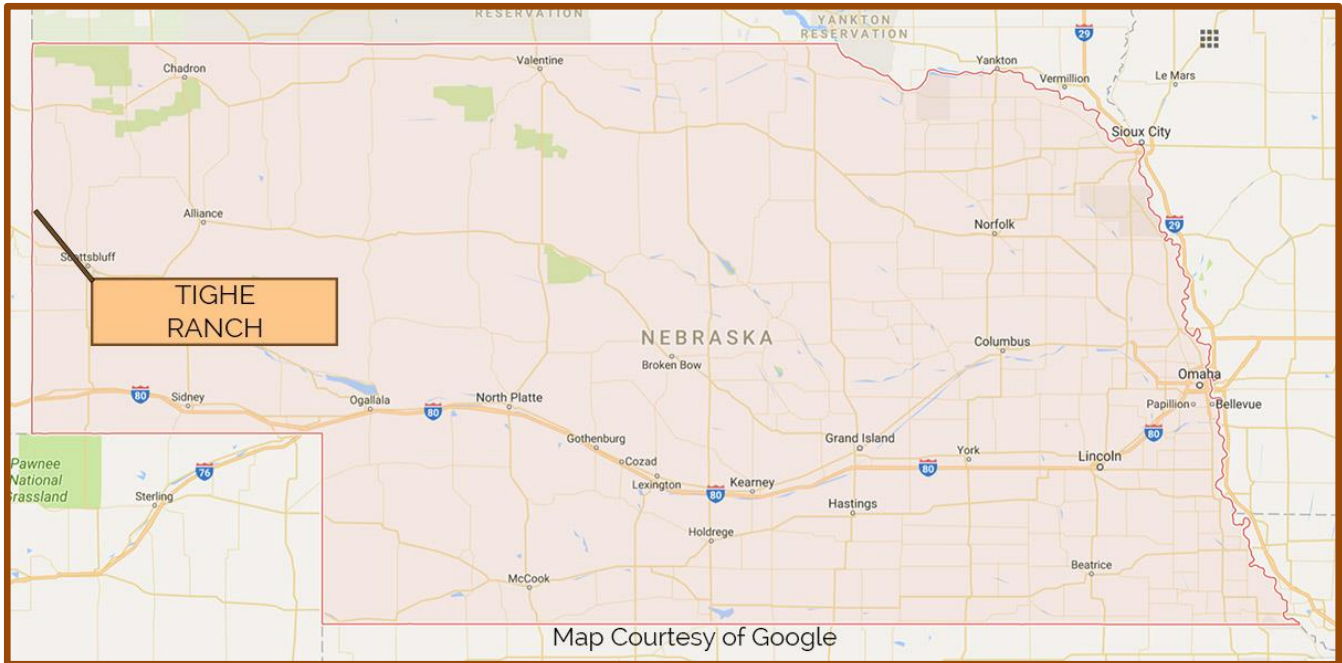 RESERVATION
YANKTON
RESERVATION
29
Chadron
Valentine
Yankton
Vermillion
Le Mars
Sioux City
Alliance
29
Norfolk
Scottsbluff
TIGHE
RANCH
NEBRASKA
Broken Bow
Columbus
Omaha
80
Sidney
Ogallala
80
North Platte
Papillion
Bellevue
Gothenburg
Grand Island
80
York
Lincoln
80
Cozad
Pawnee
National
Grassland
76
Sterling
Lexington
80
Kearney
Hastings
Holdrege
McCook
Beatrice
Map Courtesy of Google